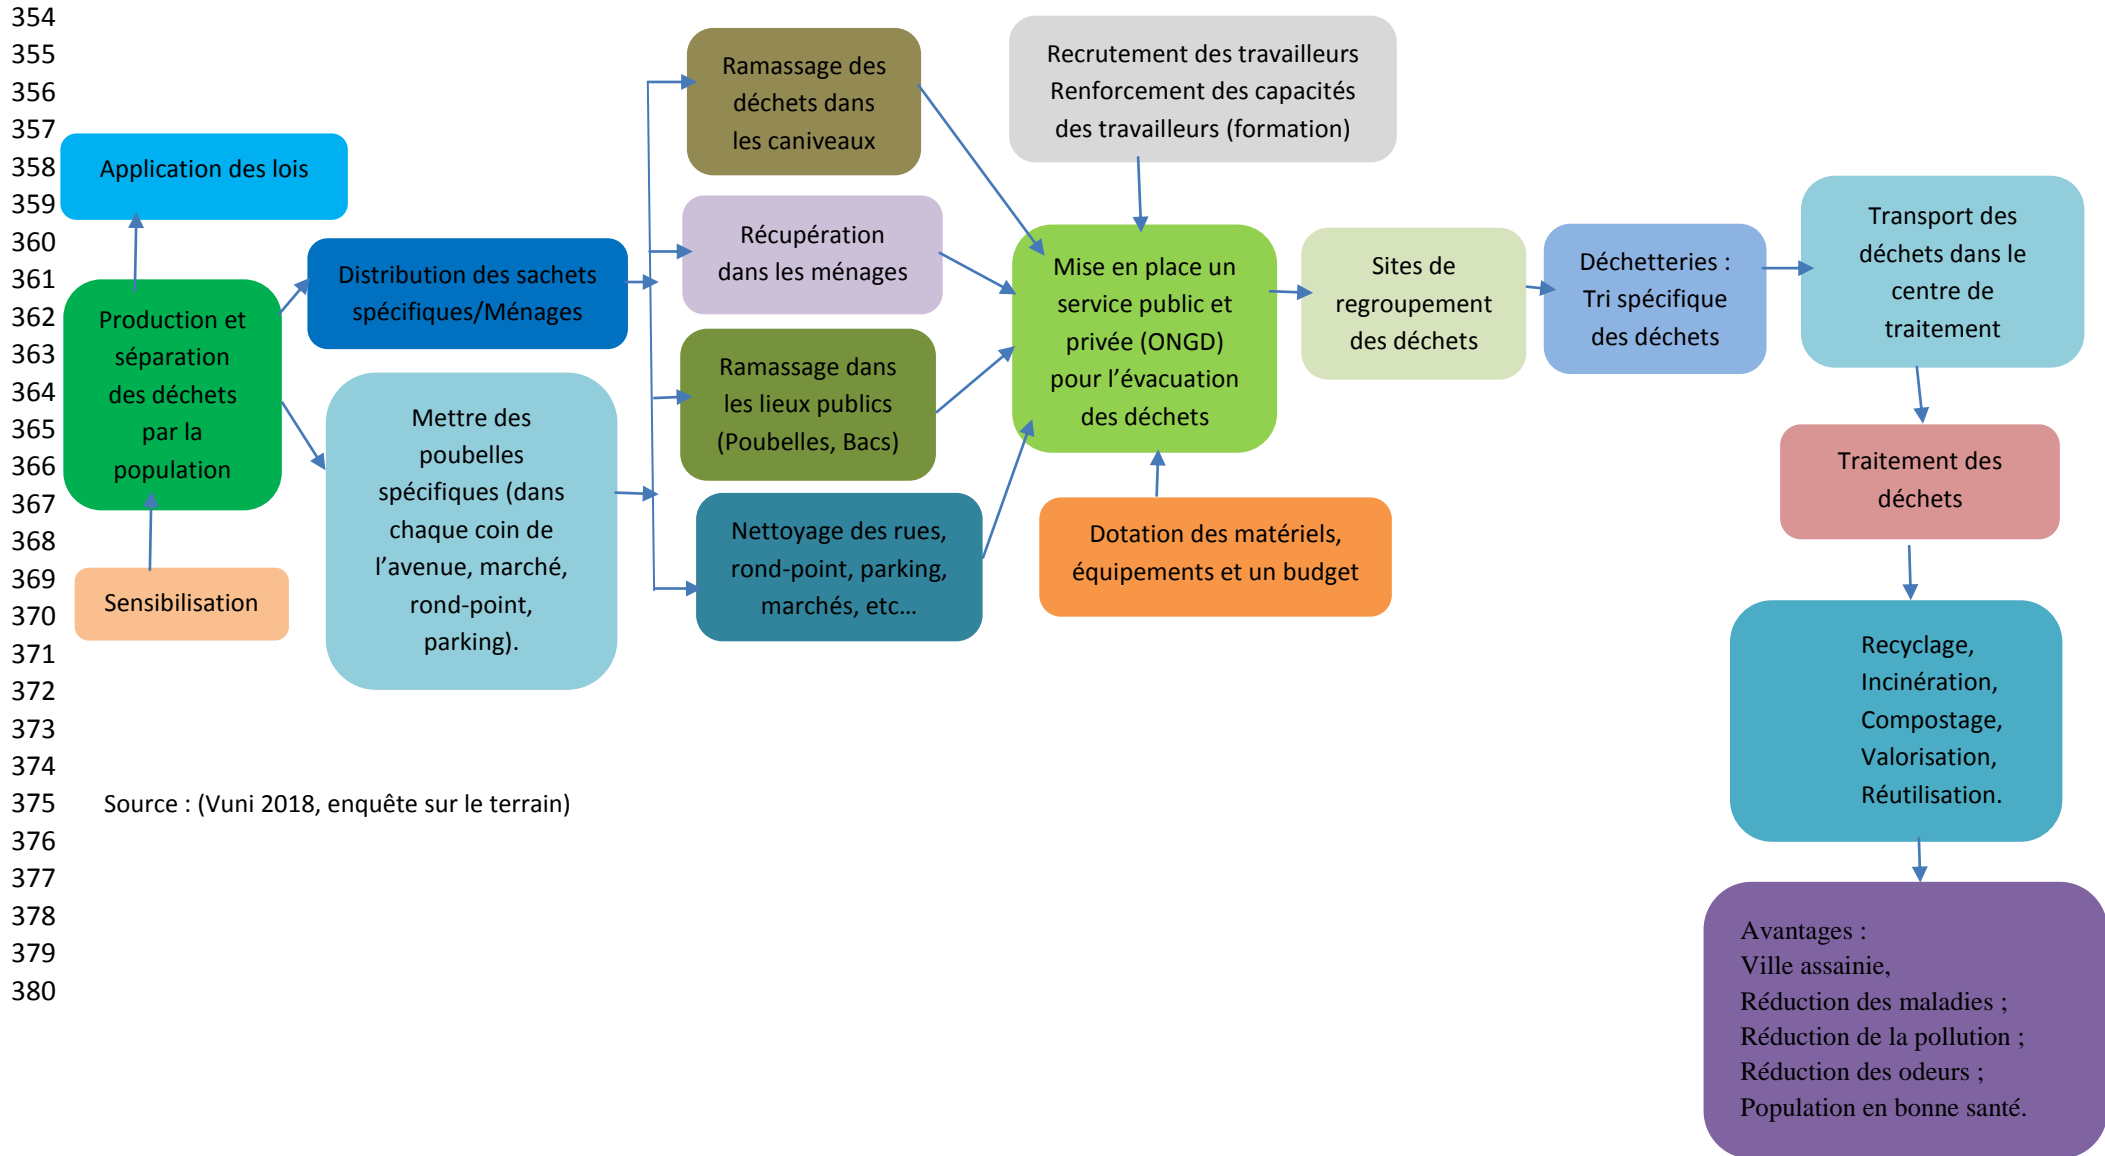 354
355
356
357
358
359
360
361
362
363
364
365
366
367
368
369
370
371
372
373
374
375
376
377
378
379
380
Application des lois
Production et
séparation
des déchets
par la
population
Sensibilisation
Distribution des sachets
spécifiques/Ménages
Mettre des
poubelles
spécifiques (dans
chaque coin de
l’avenue, marché,
rond-point,
parking).
Ramassage des
déchets dans
les caniveaux
Récupération
dans les ménages
Ramassage dans
les lieux publics
(Poubelles, Bacs)
Nettoyage des rues,
rond-point, parking,
marchés, etc…
Recrutement des travailleurs
Renforcement des capacités
des travailleurs (formation)
Mise en place un
service public et
privée (ONGD)
pour l’évacuation
des déchets
Dotation des matériels,
équipements et un budget
Sites de
regroupement
des déchets
Déchetteries :
Tri spécifique
des déchets
Transport des
déchets dans le
centre de
traitement
Traitement des
déchets
Recyclage,
Incinération,
Compostage,
Valorisation,
Réutilisation.
Avantages :
Ville assainie,
Réduction des maladies ;
Réduction de la pollution ;
Réduction des odeurs ;
Population en bonne santé.
Source : (Vuni 2018, enquête sur le terrain)